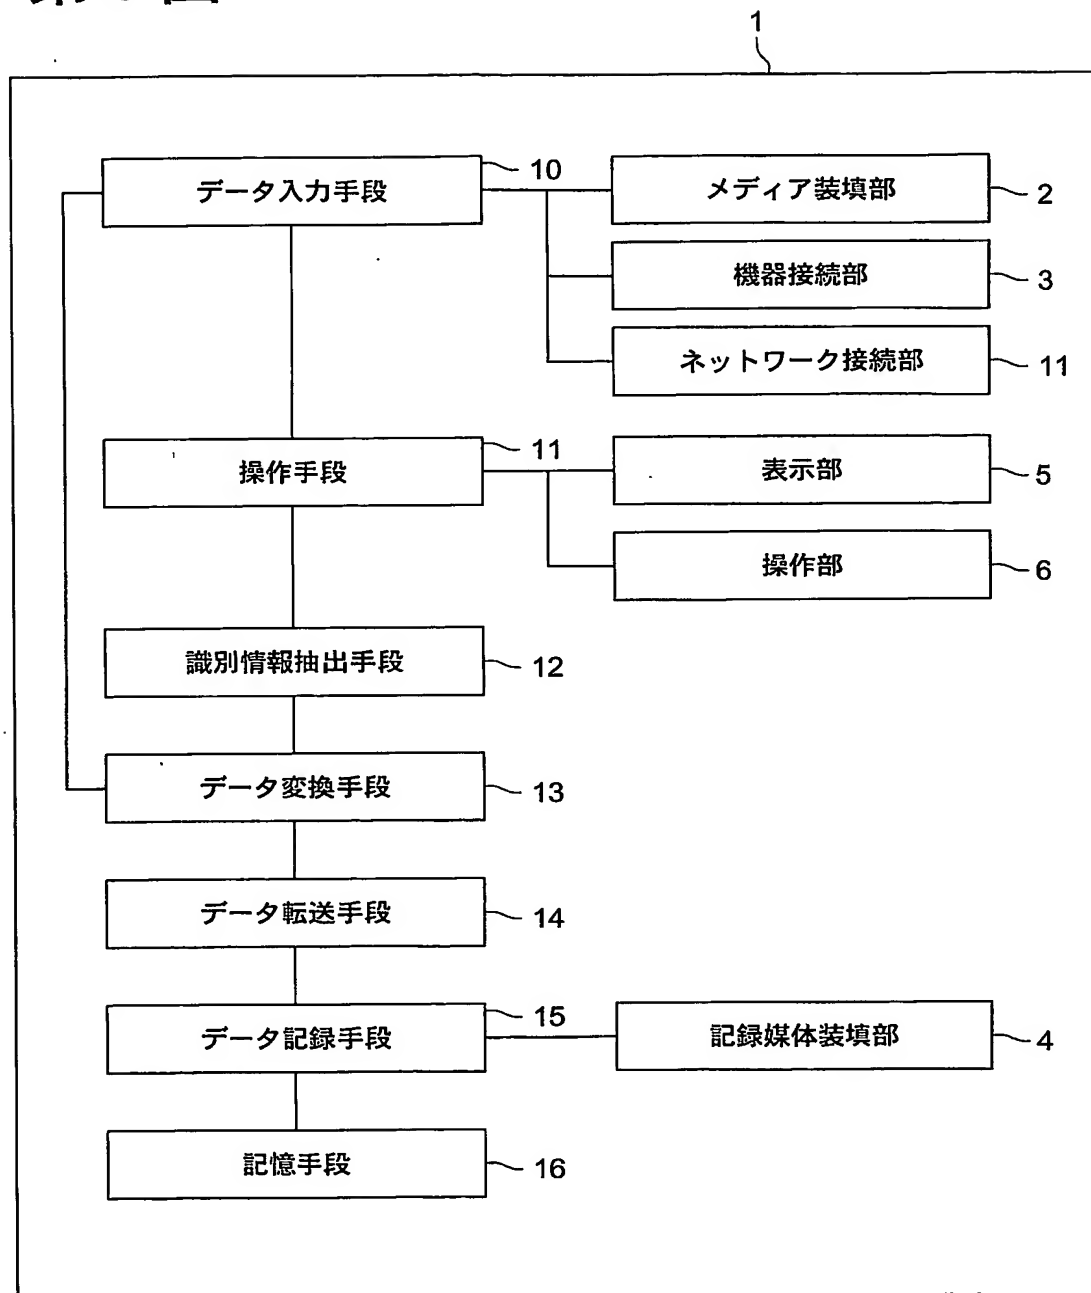 1
データ入力手段 10 メディア装填部 2
機器接続部 3
ネットワーク接続部 11
操作手段 11 表示部 5
操作部 6
識別情報抽出手段 12
データ変換手段 13
データ転送手段 14
データ記録手段 15 記録媒体装填部 4
記憶手段 16